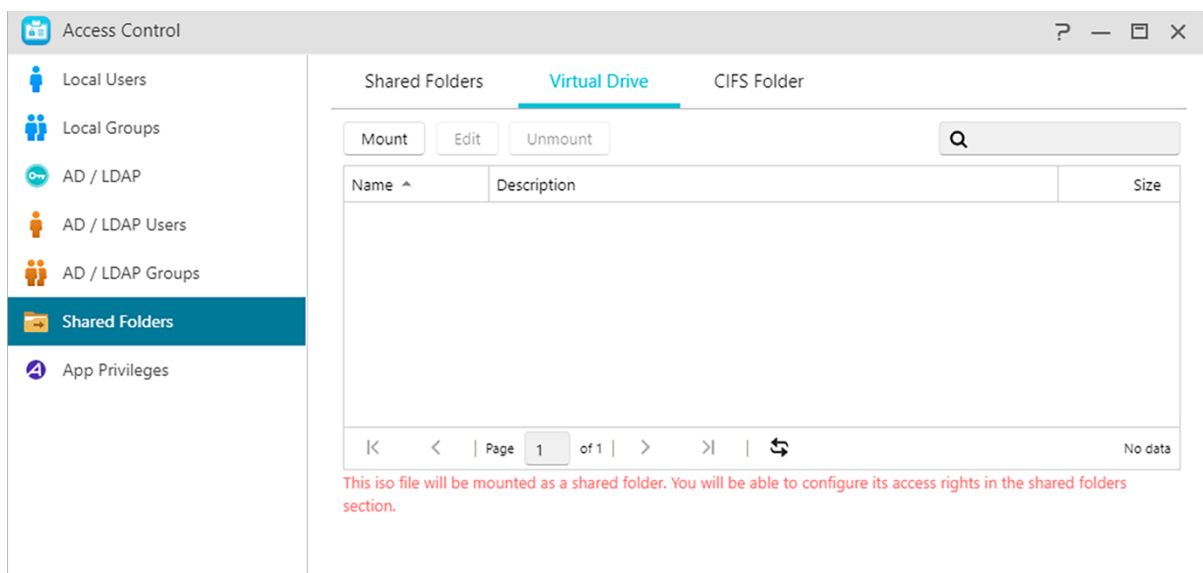 Access Control
Local Users
Local Groups
AD / LDAP
AD / LDAP Users
AD / LDAP Groups
Shared Folders
App Privileges
Shared Folders Virtual Drive CIFS Folder
Mount Edit Unmount
Name Description Size
Page 1 of 1 No data
This iso file will be mounted as a shared folder. You will be able to configure its access rights in the shared folders
section.